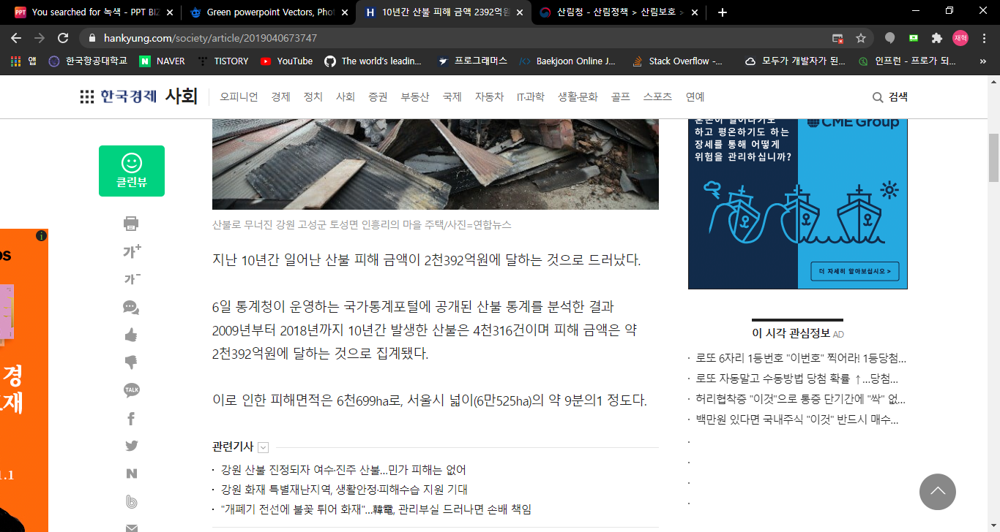 PPT You searched for 녹색 - PPT BIZ
Green powerpoint Vectors, Phot
H 10년간 산불 피해 금액 2392억원
산림청 - 산림정책 > 산림보호 >
hankyung.com/society/article/2019040673747
재혁
앱
한국항공대학교
N NAVER
TISTORY
YouTube
The world's leadin...
프로그래머스
Baekjoon Online J...
Stack Overflow -...
모두가 개발자가 된...
인프런 - 프로가 되...
»
한국경제 사회
오피니언 경제 정치 사회 증권 부동산 국제 자동차 IT·과학 생활·문화 골프 스포츠 연예
검색
클린뷰
가+
가-
TALK
산불로 무너진 강원 고성군 토성면 인흥리의 마을 주택/사진=연합뉴스
지난 10년간 일어난 산불 피해 금액이 2천392억원에 달하는 것으로 드러났다.
6일 통계청이 운영하는 국가통계포털에 공개된 산불 통계를 분석한 결과
2009년부터 2018년까지 10년간 발생한 산불은 4천316건이며 피해 금액은 약
2천392억원에 달하는 것으로 집계됐다.
이로 인한 피해면적은 6천699ha로, 서울시 넓이(6만525ha)의 약 9분의1 정도다.
관련기사
· 강원 산불 진정되자 여수·진주 산불…민가 피해는 없어
· 강원 화재 특별재난지역, 생활안정·피해수습 지원 기대
· "개폐기 전선에 불꽃 튀어 화재"…韓電, 관리부실 드러나면 손배 책임
하고 평온하기도 하는
장세를 통해 어떻게
위험을 관리하십니까?
CME Group
더 자세히 알아보십시오 >
이 시각 관심정보 AD
· 로또 6자리 1등번호 "이번호" 찍어라! 1등당첨...
· 로또 자동말고 수동방법 당첨 확률 ↑...당첨...
· 허리협착증 "이것"으로 통증 단기간에 "싹" 없...
· 백만원 있다면 국내주식 "이것" 반드시 매수...
os
경
재
1.1